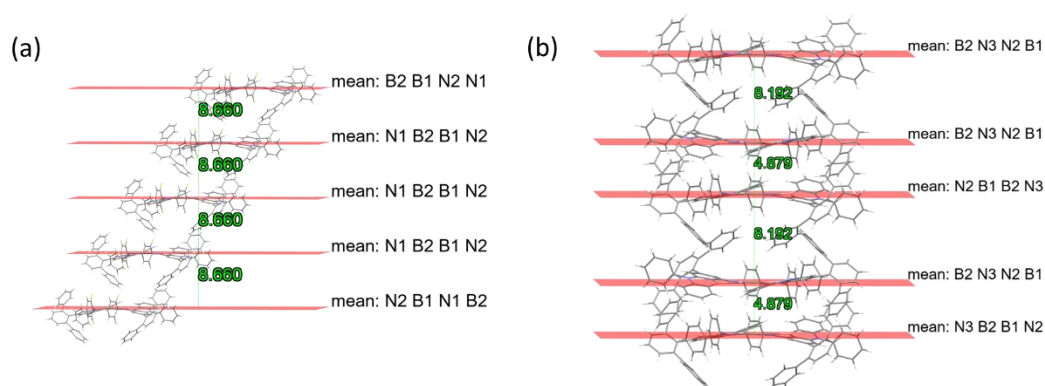 (a)
mean: B2 B1 N2 N1
8.660
mean: N1 B2 B1 N2
8.660
mean: N1 B2 B1 N2
8.660
mean: N1 B2 B1 N2
8.660
mean: N2 B1 N1 B2
(b)
mean: B2 N3 N2 B1
8.192
mean: B2 N3 N2 B1
4.879
mean: N2 B1 B2 N3
8.192
mean: B2 N3 N2 B1
4.879
mean: N3 B2 B1 N2